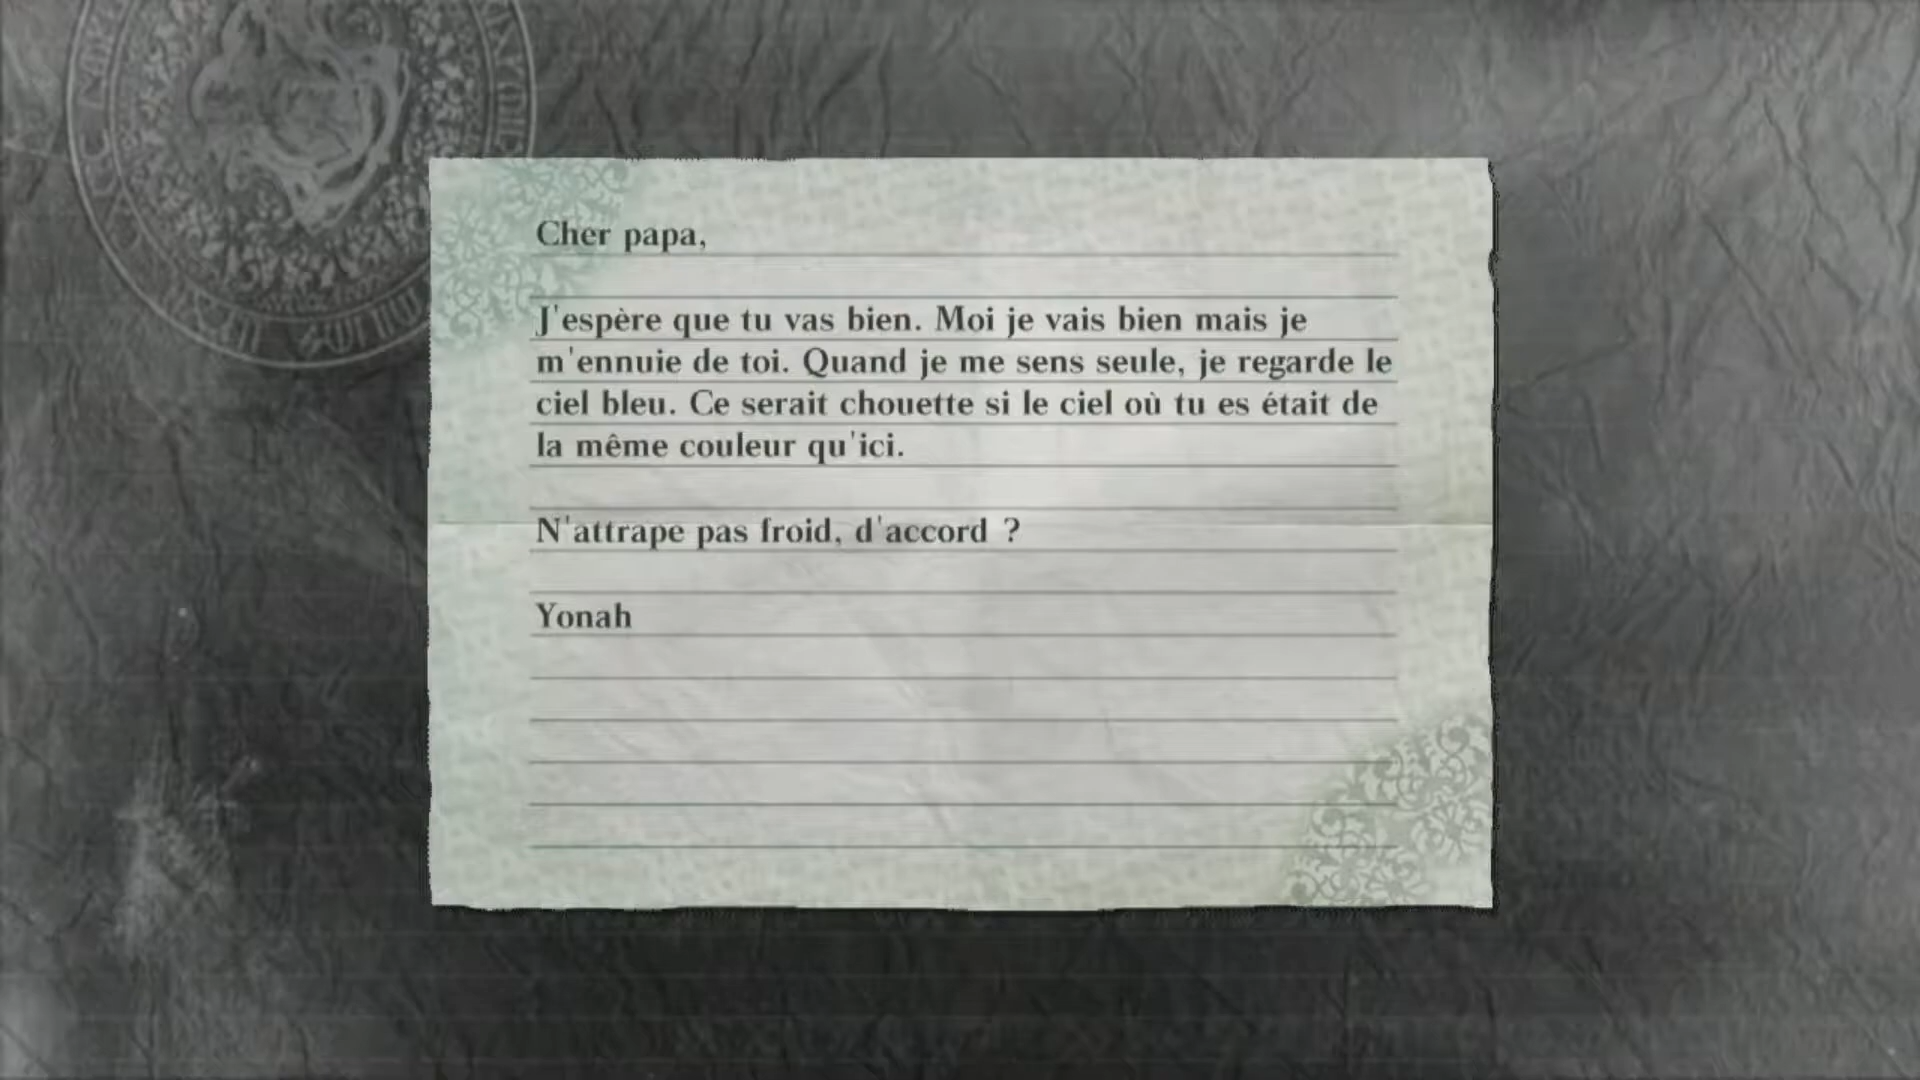 Cher papa,
J'espère que tu vas bien. Moi je vais bien mais je
m'ennuie de toi. Quand je me sens seule, je regarde le
ciel bleu. Ce serait chouette si le ciel où tu es était de
la même couleur qu'ici.
N'attrape pas froid, d'accord ?
Yonah